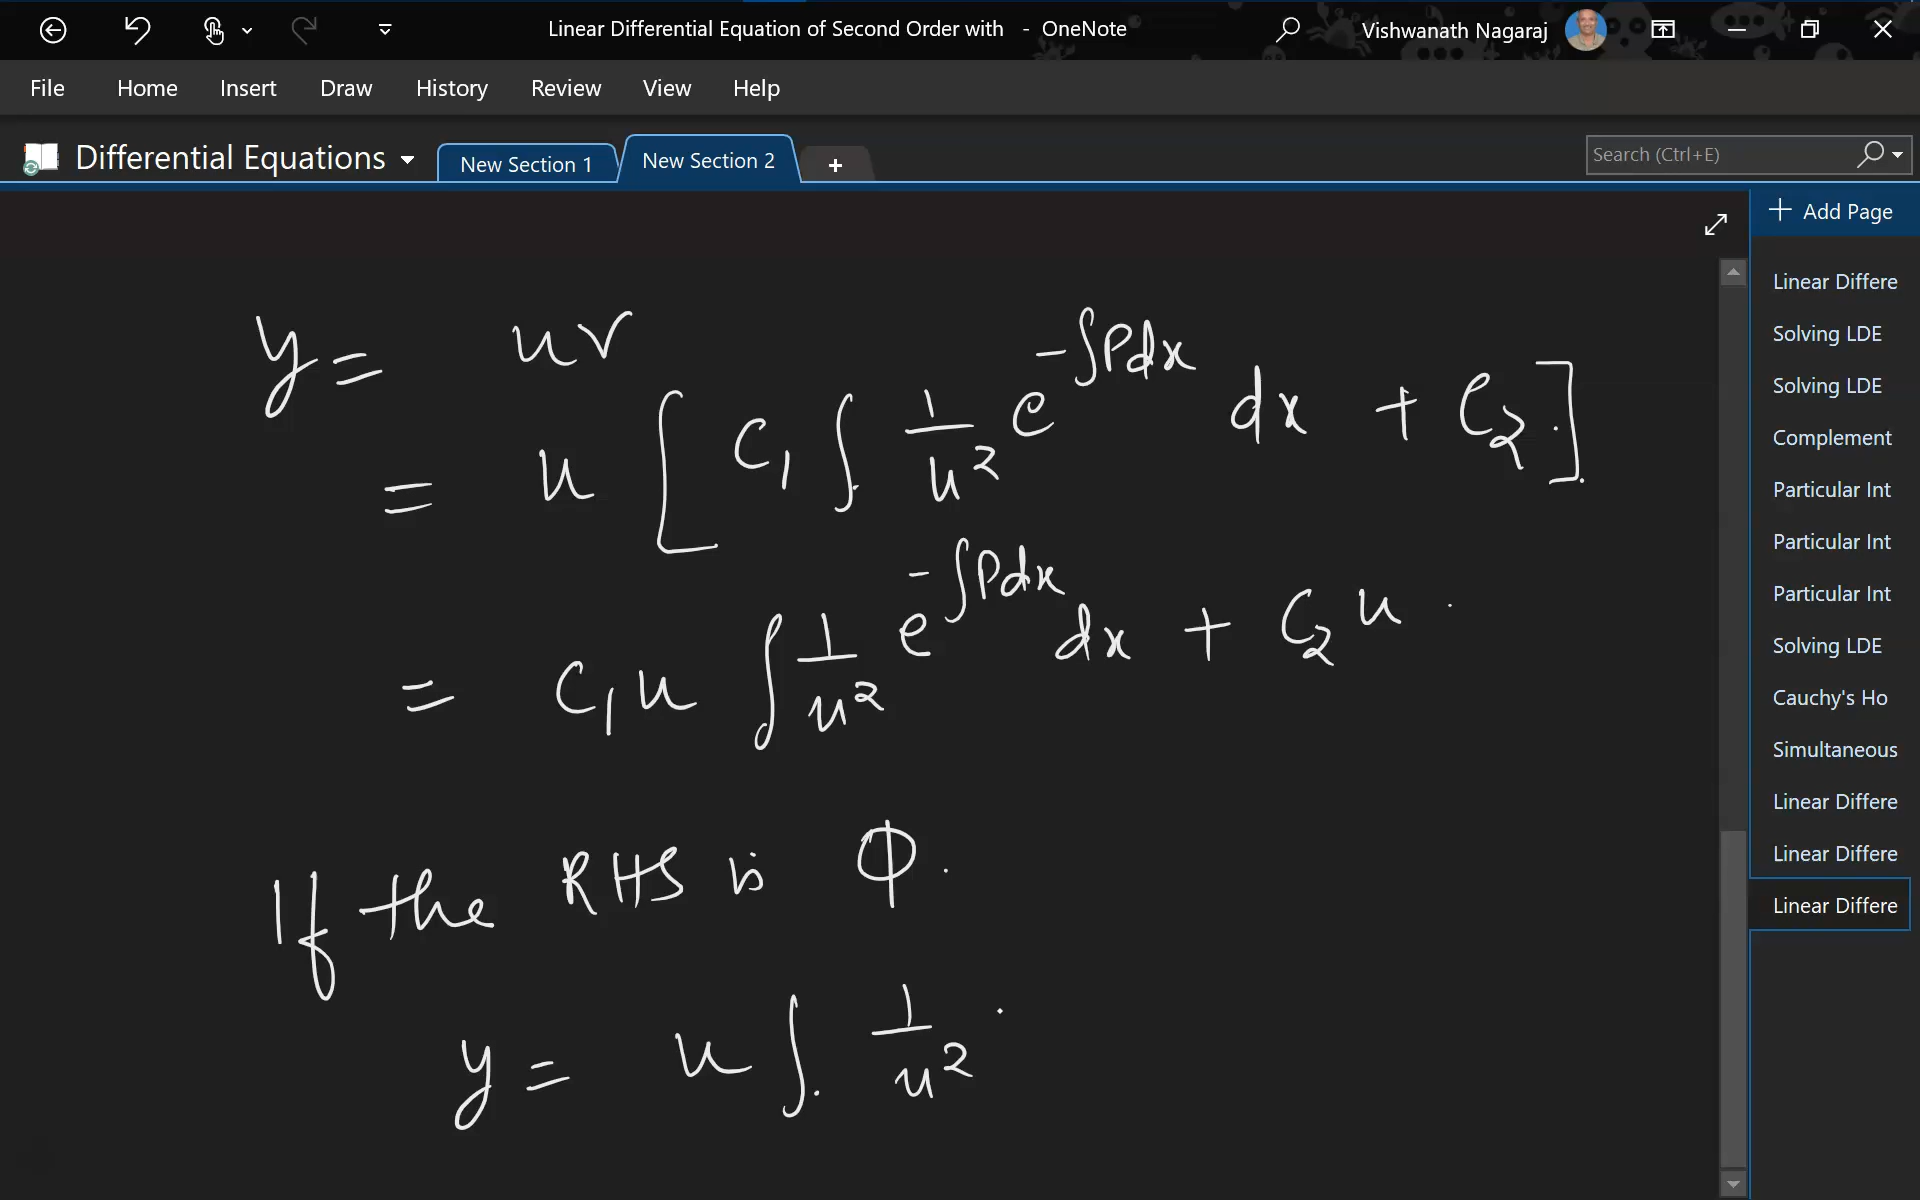 Linear Differential Equation of Second Order with - OneNote
Vishwanath Nagaraj
File Home Insert Draw History Review View Help
Differential Equations
New Section 1
New Section 2
+
Search (Ctrl+E)
Add Page
Linear Differe
Solving LDE
Solving LDE
Complement
Particular Int
Particular Int
Particular Int
Solving LDE
Cauchy's Ho
Simultaneous
Linear Differe
Linear Differe
Linear Differe
y = uv
= u [ C₁ ∫ 1/u² e^(-∫Pdx) dx + C₂ ]
= C₁u ∫ 1/u² e^(-∫Pdx) dx + C₂ u
If the RHS is Φ.
y = u ∫ 1/u²